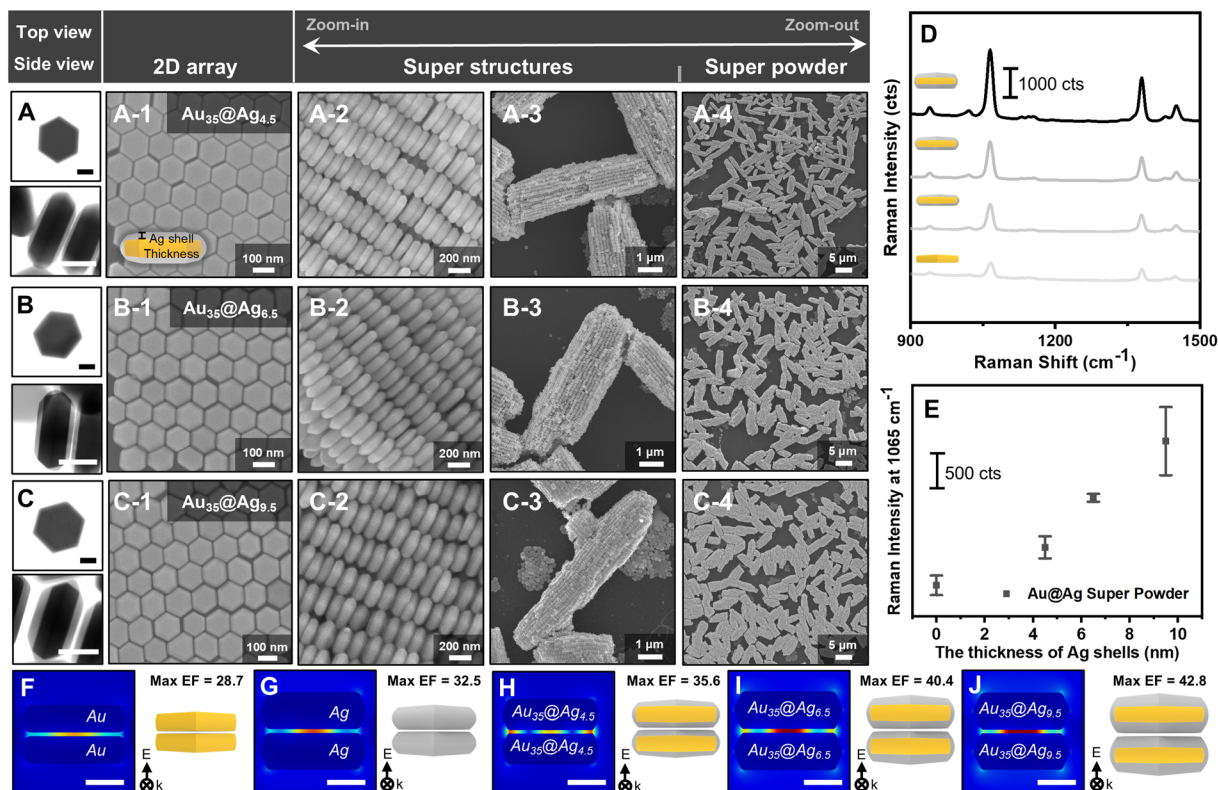 Top view
Side view
2D array
Zoom-in
Zoom-out
Super structures
Super powder
A
A-1
Au35@Ag4.5
Ag shell
Thickness
100 nm
A-2
200 nm
A-3
1 µm
A-4
5 µm
B
B-1
Au35@Ag6.5
100 nm
B-2
200 nm
B-3
1 µm
B-4
5 µm
C
C-1
Au35@Ag9.5
100 nm
C-2
200 nm
C-3
1 µm
C-4
5 µm
D
1000 cts
Raman Intensity (cts)
900
1200
1500
Raman Shift (cm-1)
E
500 cts
Raman Intensity at 1065 cm-1
Au@Ag Super Powder
0 2 4 6 8 10
The thickness of Ag shells (nm)
F
Au
Au
Max EF = 28.7
E
k
G
Ag
Ag
Max EF = 32.5
E
k
H
Au35@Ag4.5
Au35@Ag4.5
Max EF = 35.6
E
k
I
Au35@Ag6.5
Au35@Ag6.5
Max EF = 40.4
E
k
J
Au35@Ag9.5
Au35@Ag9.5
Max EF = 42.8
E
k